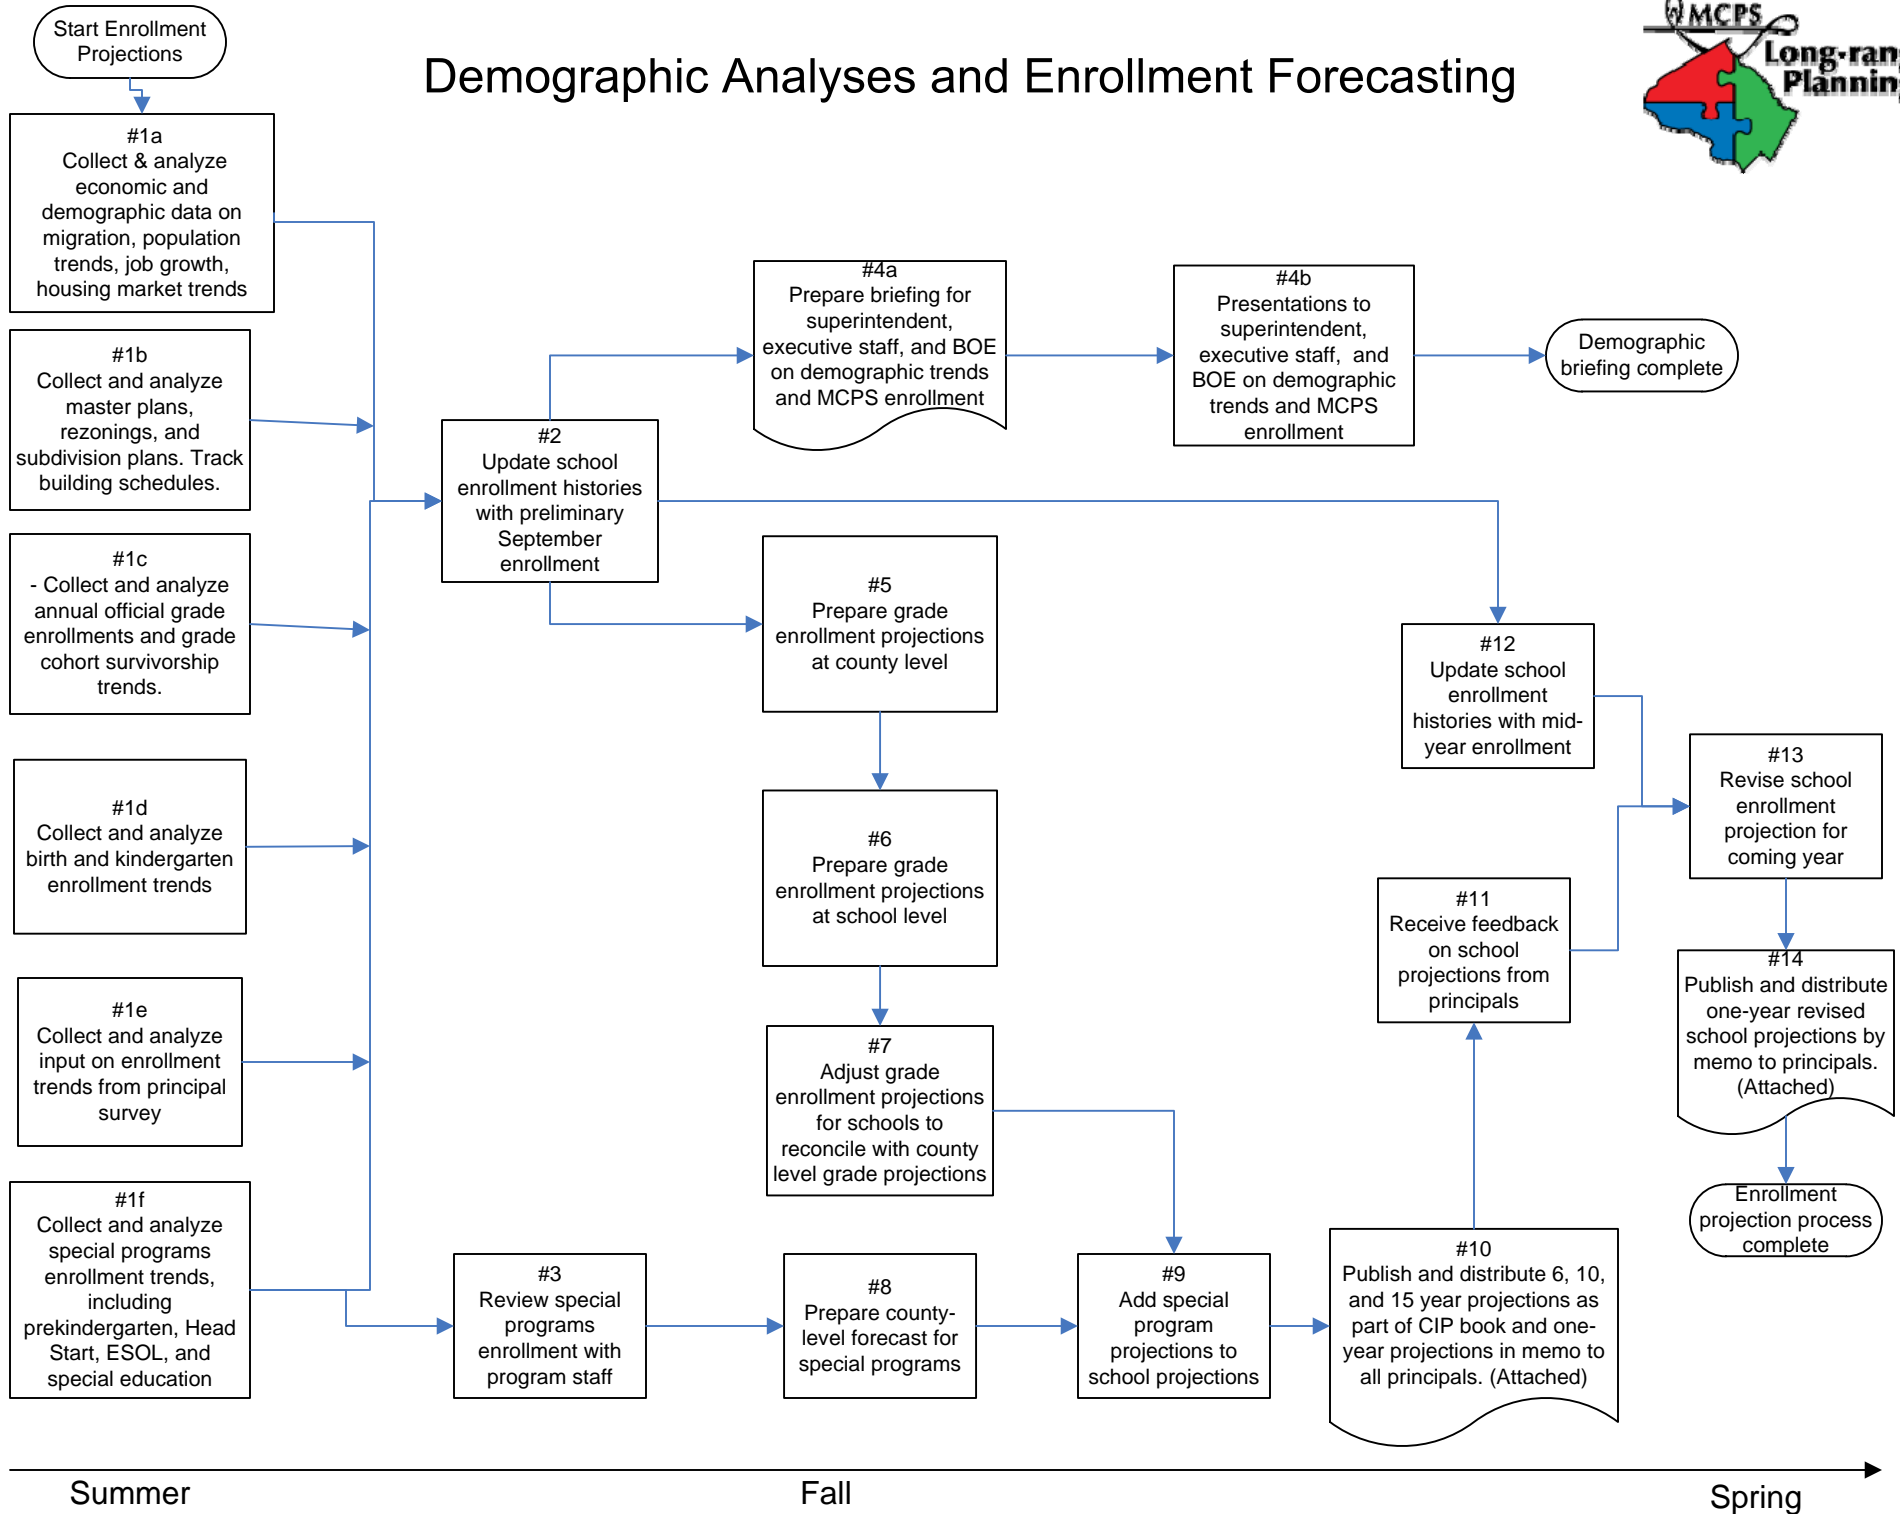 Start Enrollment
Projections
Demographic Analyses and Enrollment Forecasting
MCPS
Long-rang
Planning
#1a
Collect & analyze
economic and
demographic data on
migration, population
trends, job growth,
housing market trends
#1b
Collect and analyze
master plans,
rezonings, and
subdivision plans. Track
building schedules.
#1c
- Collect and analyze
annual official grade
enrollments and grade
cohort survivorship
trends.
#1d
Collect and analyze
birth and kindergarten
enrollment trends
#1e
Collect and analyze
input on enrollment
trends from principal
survey
#1f
Collect and analyze
special programs
enrollment trends,
including
prekindergarten, Head
Start, ESOL, and
special education
#2
Update school
enrollment histories
with preliminary
September
enrollment
#3
Review special
programs
enrollment with
program staff
#4a
Prepare briefing for
superintendent,
executive staff, and BOE
on demographic trends
and MCPS enrollment
#4b
Presentations to
superintendent,
executive staff, and
BOE on demographic
trends and MCPS
enrollment
Demographic
briefing complete
#5
Prepare grade
enrollment projections
at county level
#6
Prepare grade
enrollment projections
at school level
#7
Adjust grade
enrollment projections
for schools to
reconcile with county
level grade projections
#8
Prepare county-
level forecast for
special programs
#9
Add special
program
projections to
school projections
#10
Publish and distribute 6, 10,
and 15 year projections as
part of CIP book and one-
year projections in memo to
all principals. (Attached)
#11
Receive feedback
on school
projections from
principals
#12
Update school
enrollment
histories with mid-
year enrollment
#13
Revise school
enrollment
projection for
coming year
#14
Publish and distribute
one-year revised
school projections by
memo to principals.
(Attached)
Enrollment
projection process
complete
Summer
Fall
Spring